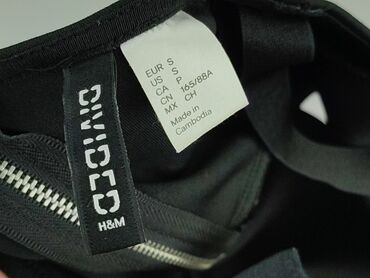 DIVIDED
H&M
EUR S
US S
CA P
CN 165/88A
MX CH
Made in
Cambodia